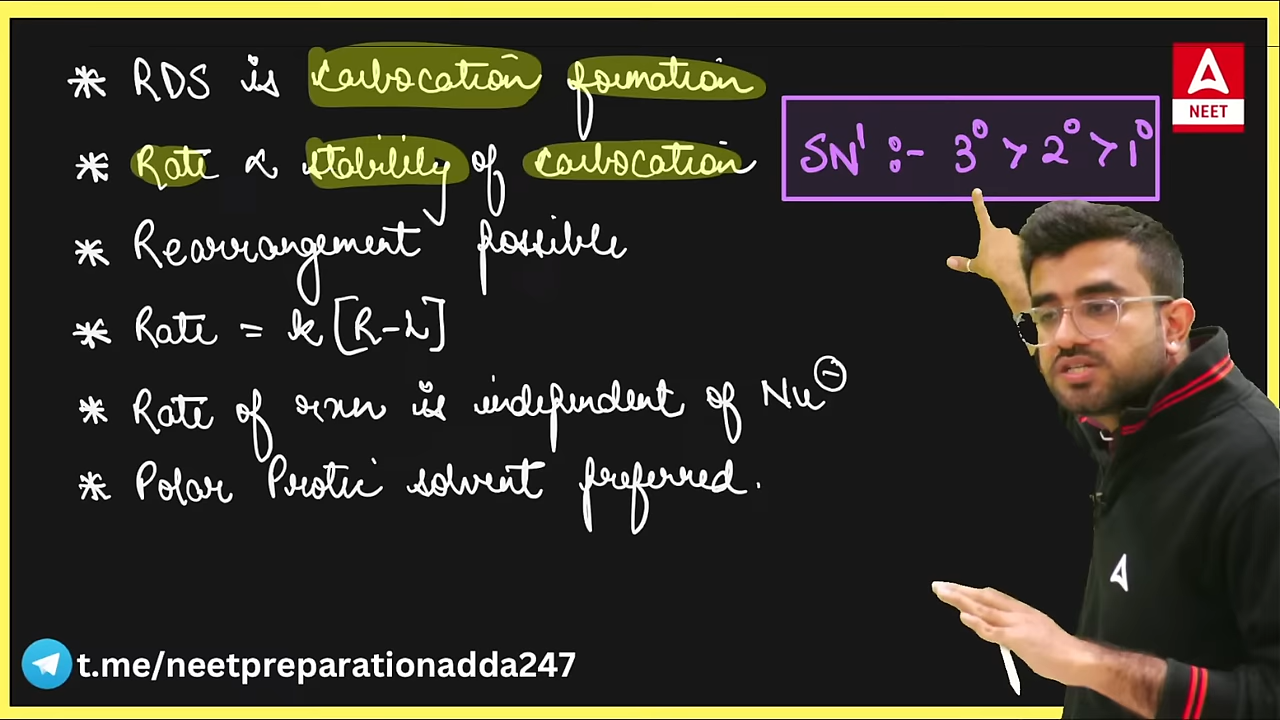 * RDS is carbocation formation
* Rate ∝ stability of carbocation
* Rearrangement possible
* Rate = k[R-L]
* Rate of rxn is independent of Nu⊖
* Polar Protic solvent preferred.
SN¹ :- 3° > 2° > 1°
NEET
t.me/neetpreparationadda247